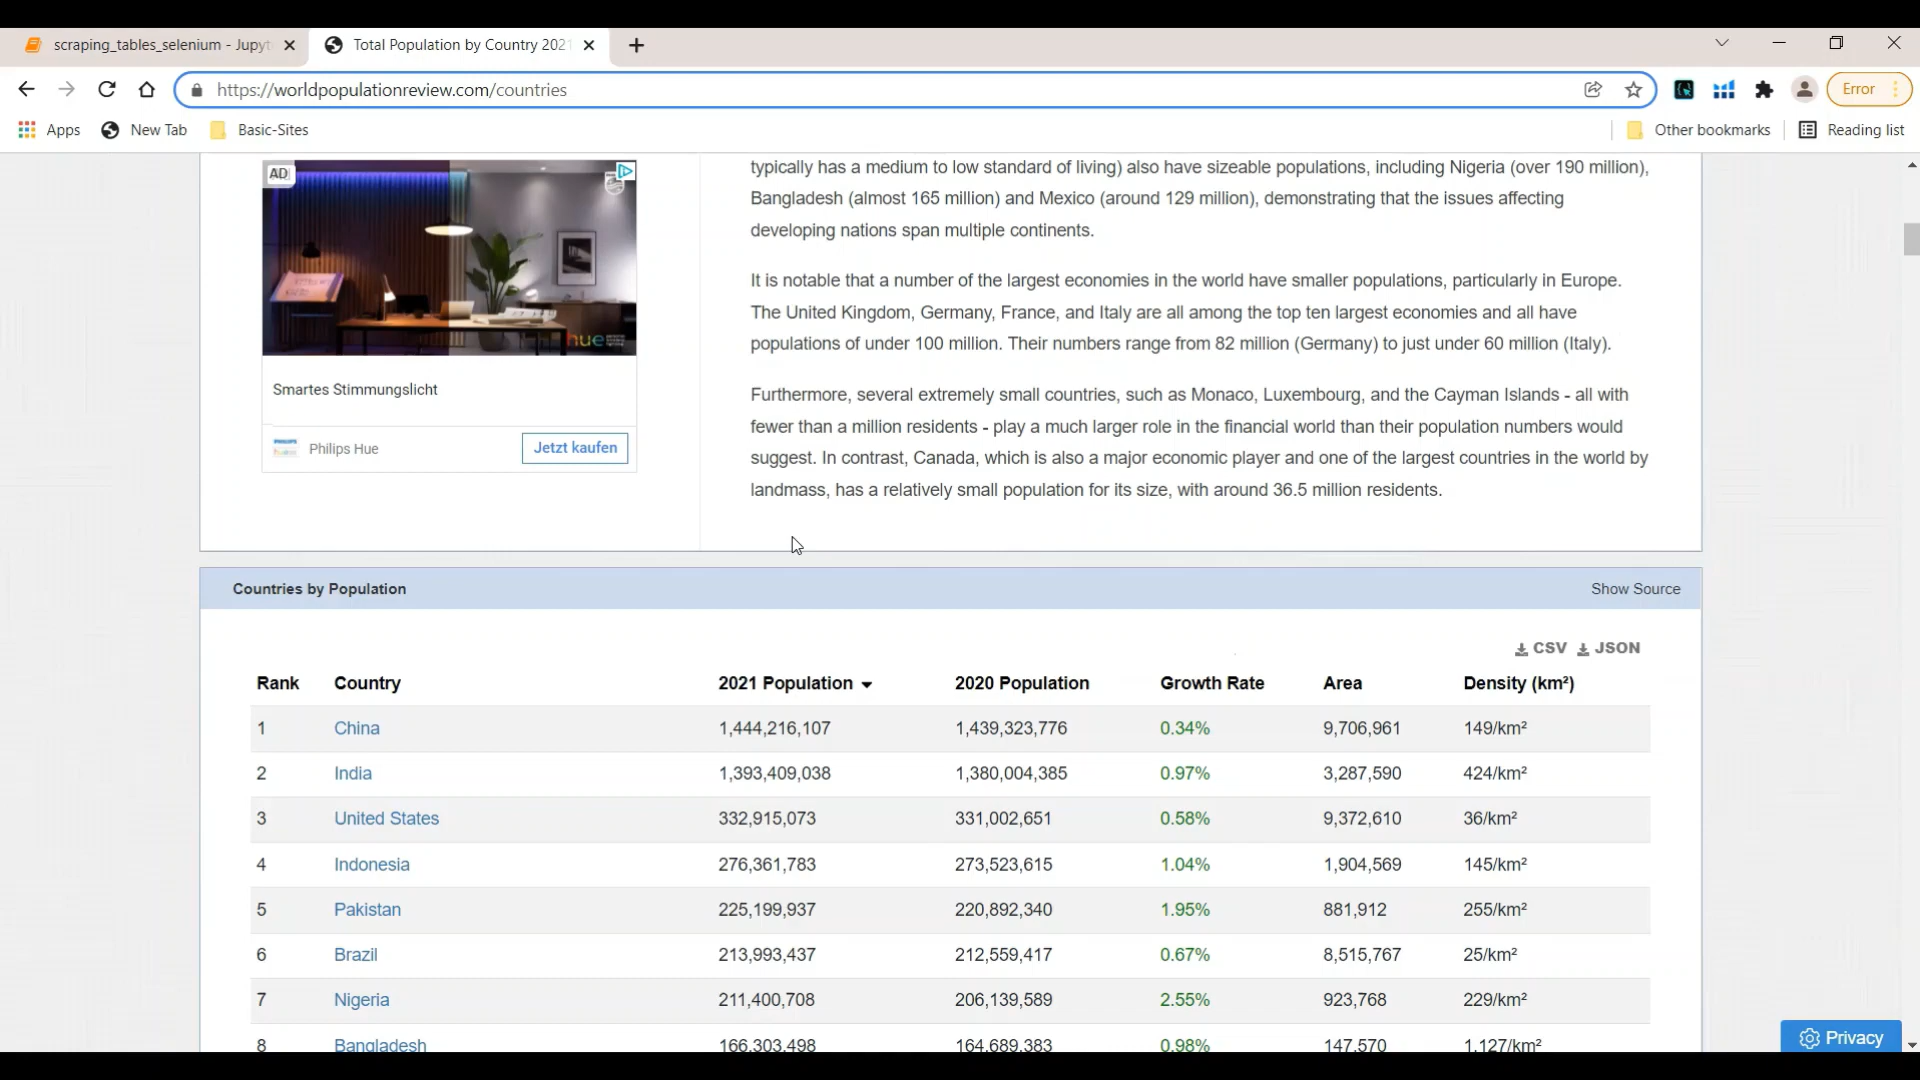 scraping_tables_selenium - Jupyt
Total Population by Country 2021
https://worldpopulationreview.com/countries
Error
Apps
New Tab
Basic-Sites
Other bookmarks
Reading list
AD
hue
Smartes Stimmungslicht
Philips Hue
Jetzt kaufen
typically has a medium to low standard of living) also have sizeable populations, including Nigeria (over 190 million),
Bangladesh (almost 165 million) and Mexico (around 129 million), demonstrating that the issues affecting
developing nations span multiple continents.
It is notable that a number of the largest economies in the world have smaller populations, particularly in Europe.
The United Kingdom, Germany, France, and Italy are all among the top ten largest economies and all have
populations of under 100 million. Their numbers range from 82 million (Germany) to just under 60 million (Italy).
Furthermore, several extremely small countries, such as Monaco, Luxembourg, and the Cayman Islands - all with
fewer than a million residents - play a much larger role in the financial world than their population numbers would
suggest. In contrast, Canada, which is also a major economic player and one of the largest countries in the world by
landmass, has a relatively small population for its size, with around 36.5 million residents.
Countries by Population Show Source
CSV JSON
Rank Country 2021 Population 2020 Population Growth Rate Area Density (km²)
1 China 1,444,216,107 1,439,323,776 0.34% 9,706,961 149/km²
2 India 1,393,409,038 1,380,004,385 0.97% 3,287,590 424/km²
3 United States 332,915,073 331,002,651 0.58% 9,372,610 36/km²
4 Indonesia 276,361,783 273,523,615 1.04% 1,904,569 145/km²
5 Pakistan 225,199,937 220,892,340 1.95% 881,912 255/km²
6 Brazil 213,993,437 212,559,417 0.67% 8,515,767 25/km²
7 Nigeria 211,400,708 206,139,589 2.55% 923,768 229/km²
8 Bangladesh 166,303,498 164,689,383 0.98% 147,570 1,127/km²
Privacy